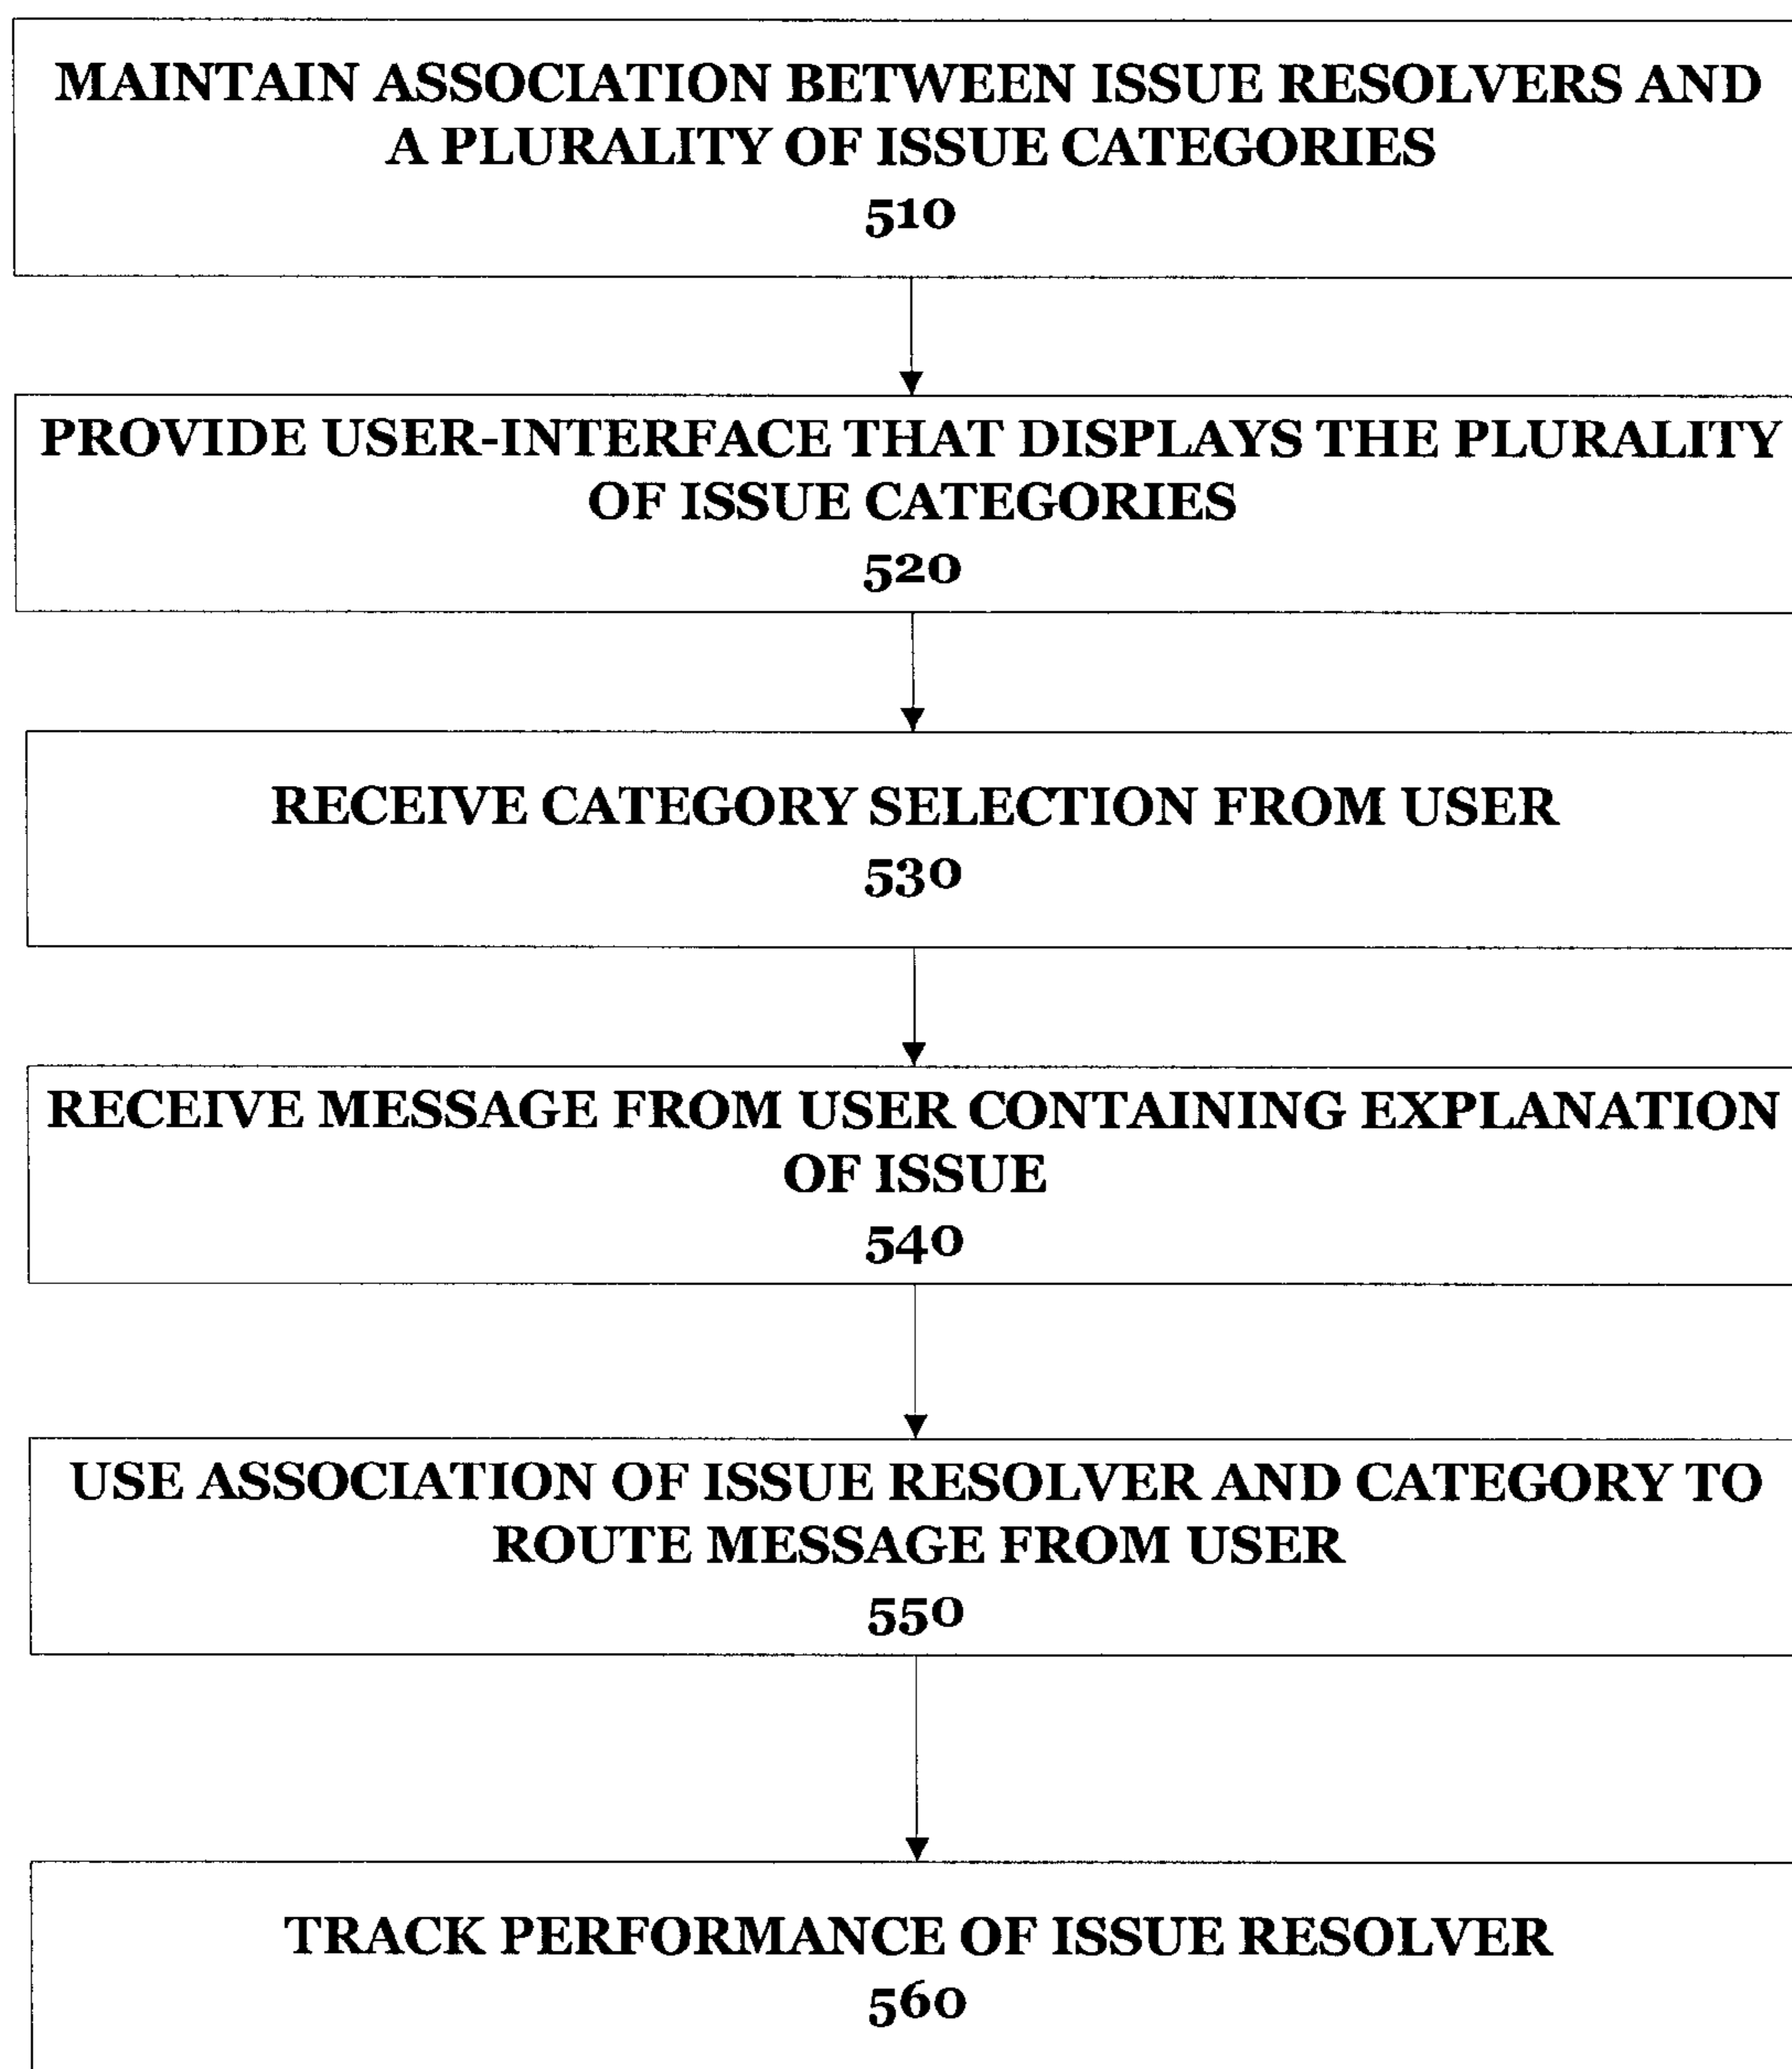 MAINTAIN ASSOCIATION BETWEEN ISSUE RESOLVERS AND
A PLURALITY OF ISSUE CATEGORIES
510
PROVIDE USER-INTERFACE THAT DISPLAYS THE PLURALITY
OF ISSUE CATEGORIES
520
RECEIVE CATEGORY SELECTION FROM USER
530
RECEIVE MESSAGE FROM USER CONTAINING EXPLANATION
OF ISSUE
540
USE ASSOCIATION OF ISSUE RESOLVER AND CATEGORY TO
ROUTE MESSAGE FROM USER
550
TRACK PERFORMANCE OF ISSUE RESOLVER
560